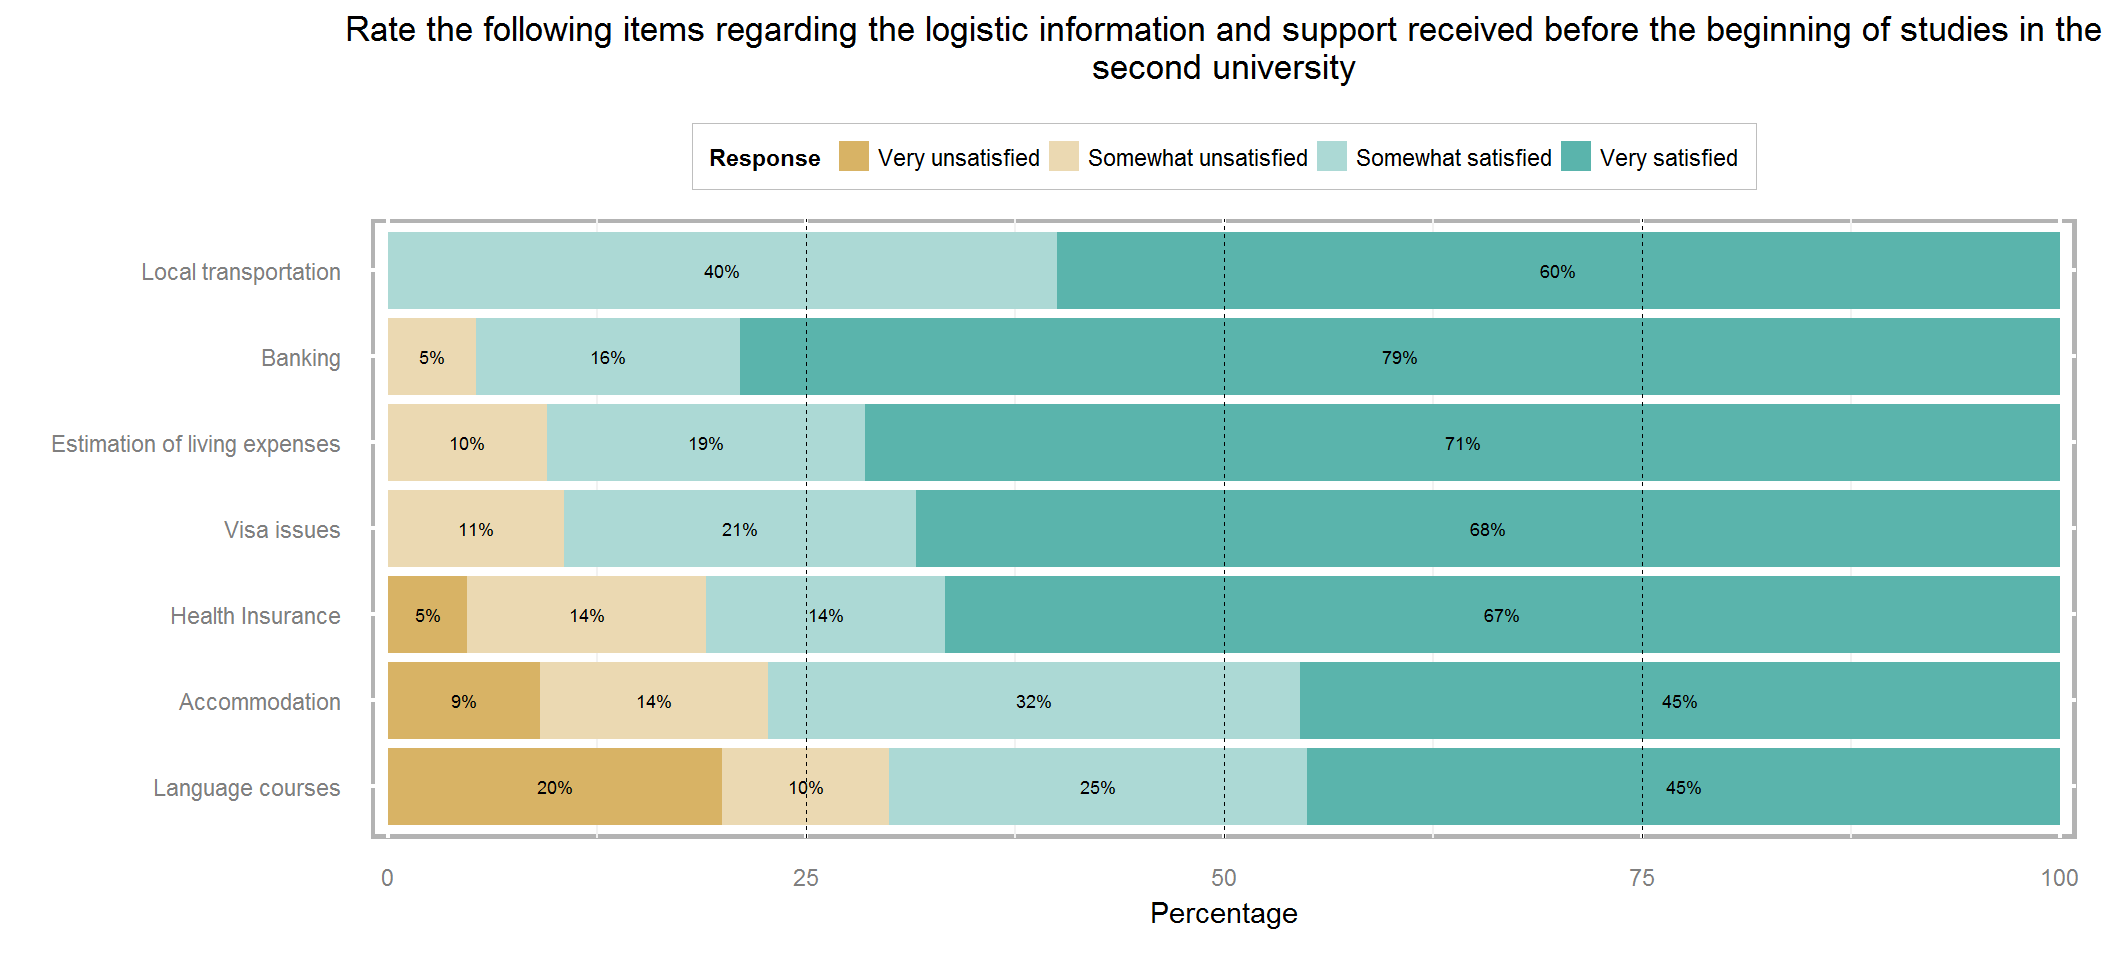 Rate the following items regarding the logistic information and support received before the beginning of studies in the
second university
Response Very unsatisfied Somewhat unsatisfied Somewhat satisfied Very satisfied
Local transportation 40% 60%
Banking 5% 16% 79%
Estimation of living expenses 10% 19% 71%
Visa issues 11% 21% 68%
Health Insurance 5% 14% 14% 67%
Accommodation 9% 14% 32% 45%
Language courses 20% 10% 25% 45%
0 25 50 75 100
Percentage